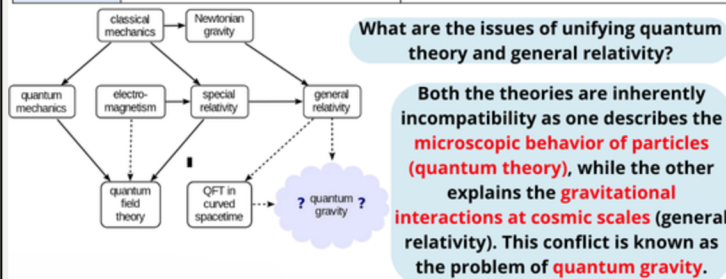 classical
mechanics
Newtonian
gravity
quantum
mechanics
electro-
magnetism
special
relativity
general
relativity
quantum
field
theory
QFT in
curved
spacetime
? quantum ?
gravity
What are the issues of unifying quantum
theory and general relativity?
Both the theories are inherently
incompatibility as one describes the
microscopic behavior of particles
(quantum theory), while the other
explains the gravitational
interactions at cosmic scales (general
relativity). This conflict is known as
the problem of quantum gravity.